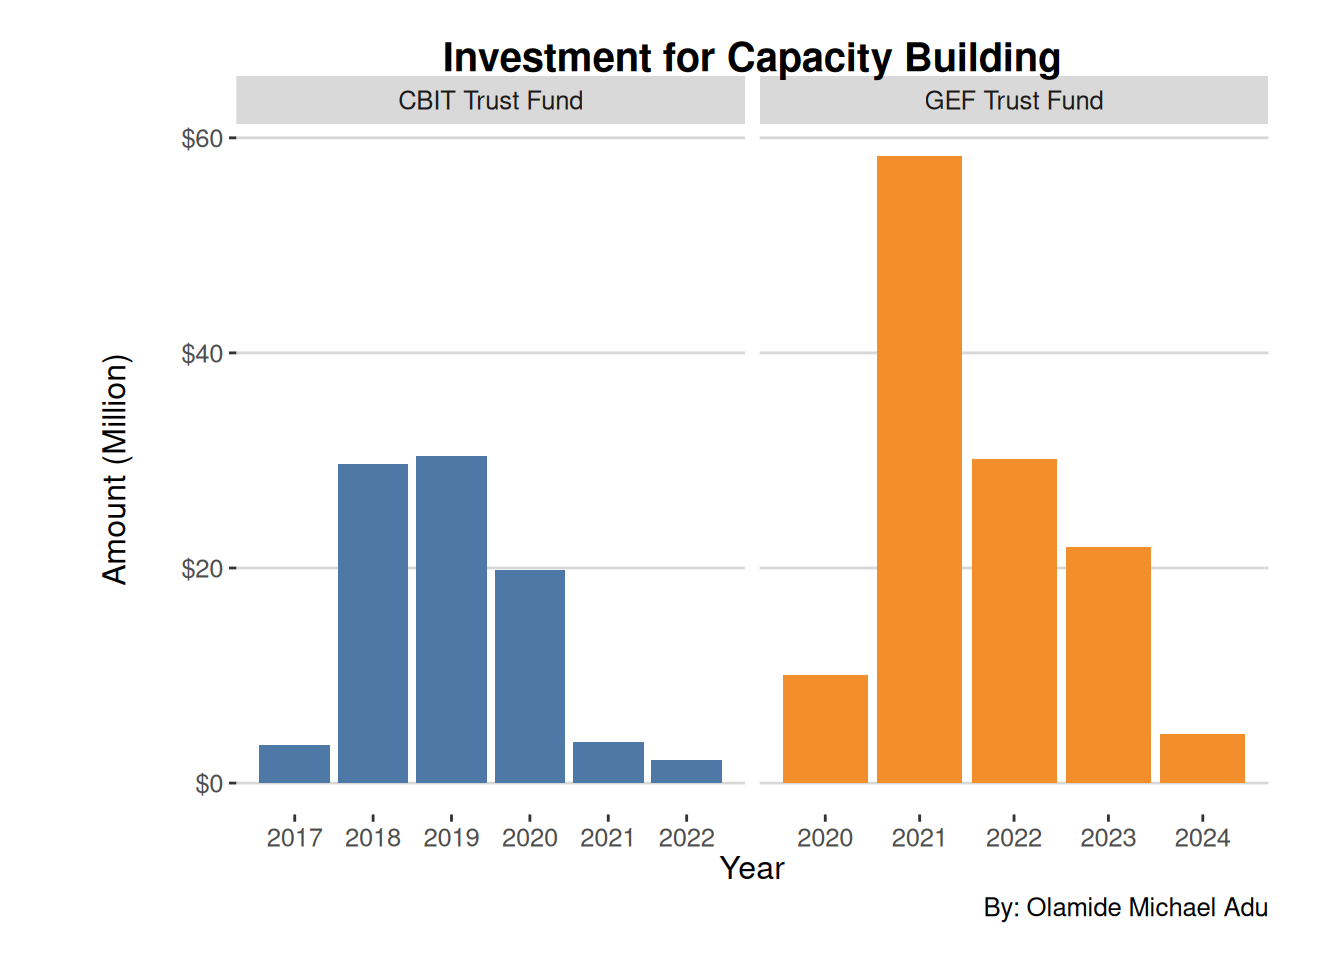 Investment for Capacity Building
CBIT Trust Fund
GEF Trust Fund
$60
$40
$20
$0
Amount (Million)
2017 2018 2019 2020 2021 2022
2020 2021 2022 2023 2024
Year
By: Olamide Michael Adu